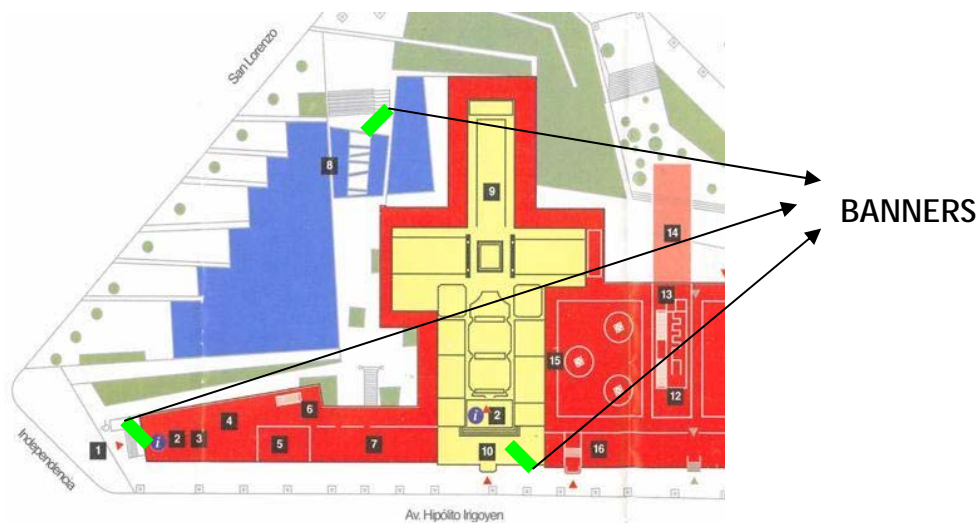 San Lorenzo
8
9
BANNERS
14
13
15
12
i 2
6
4
1
i 2 3
5
7
10
16
Independencia
Av. Hipólito Irigoyen